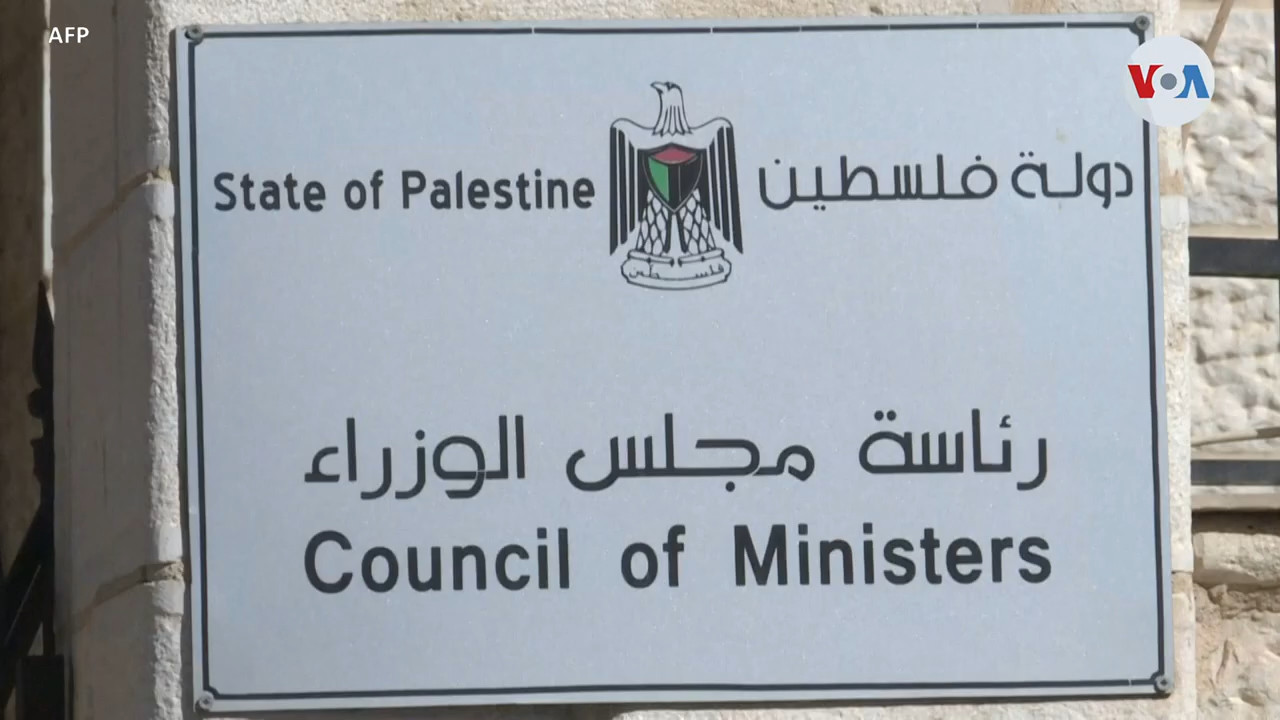 AFP
VOA
State of Palestine دولة فلسطين
فلسطين
رئاسة مجلس الوزراء
Council of Ministers